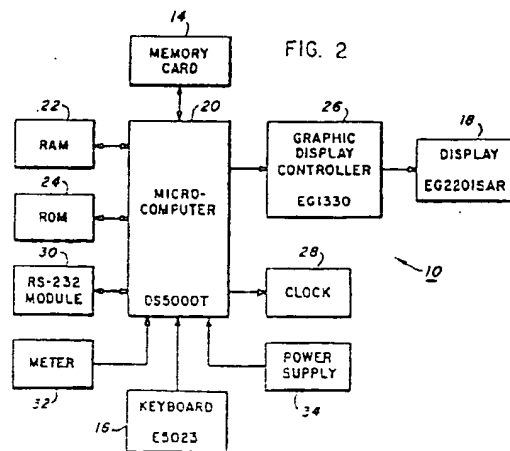 14
MEMORY
CARD
FIG. 2
22
RAM
20
26
18
GRAPHIC
DISPLAY
CONTROLLER
EG1330
DISPLAY
EG2201SAR
24
ROM
MICRO-
COMPUTER
DS5000T
30
RS-232
MODULE
28
CLOCK
10
METER
32
POWER
SUPPLY
34
16
KEYBOARD
E5023